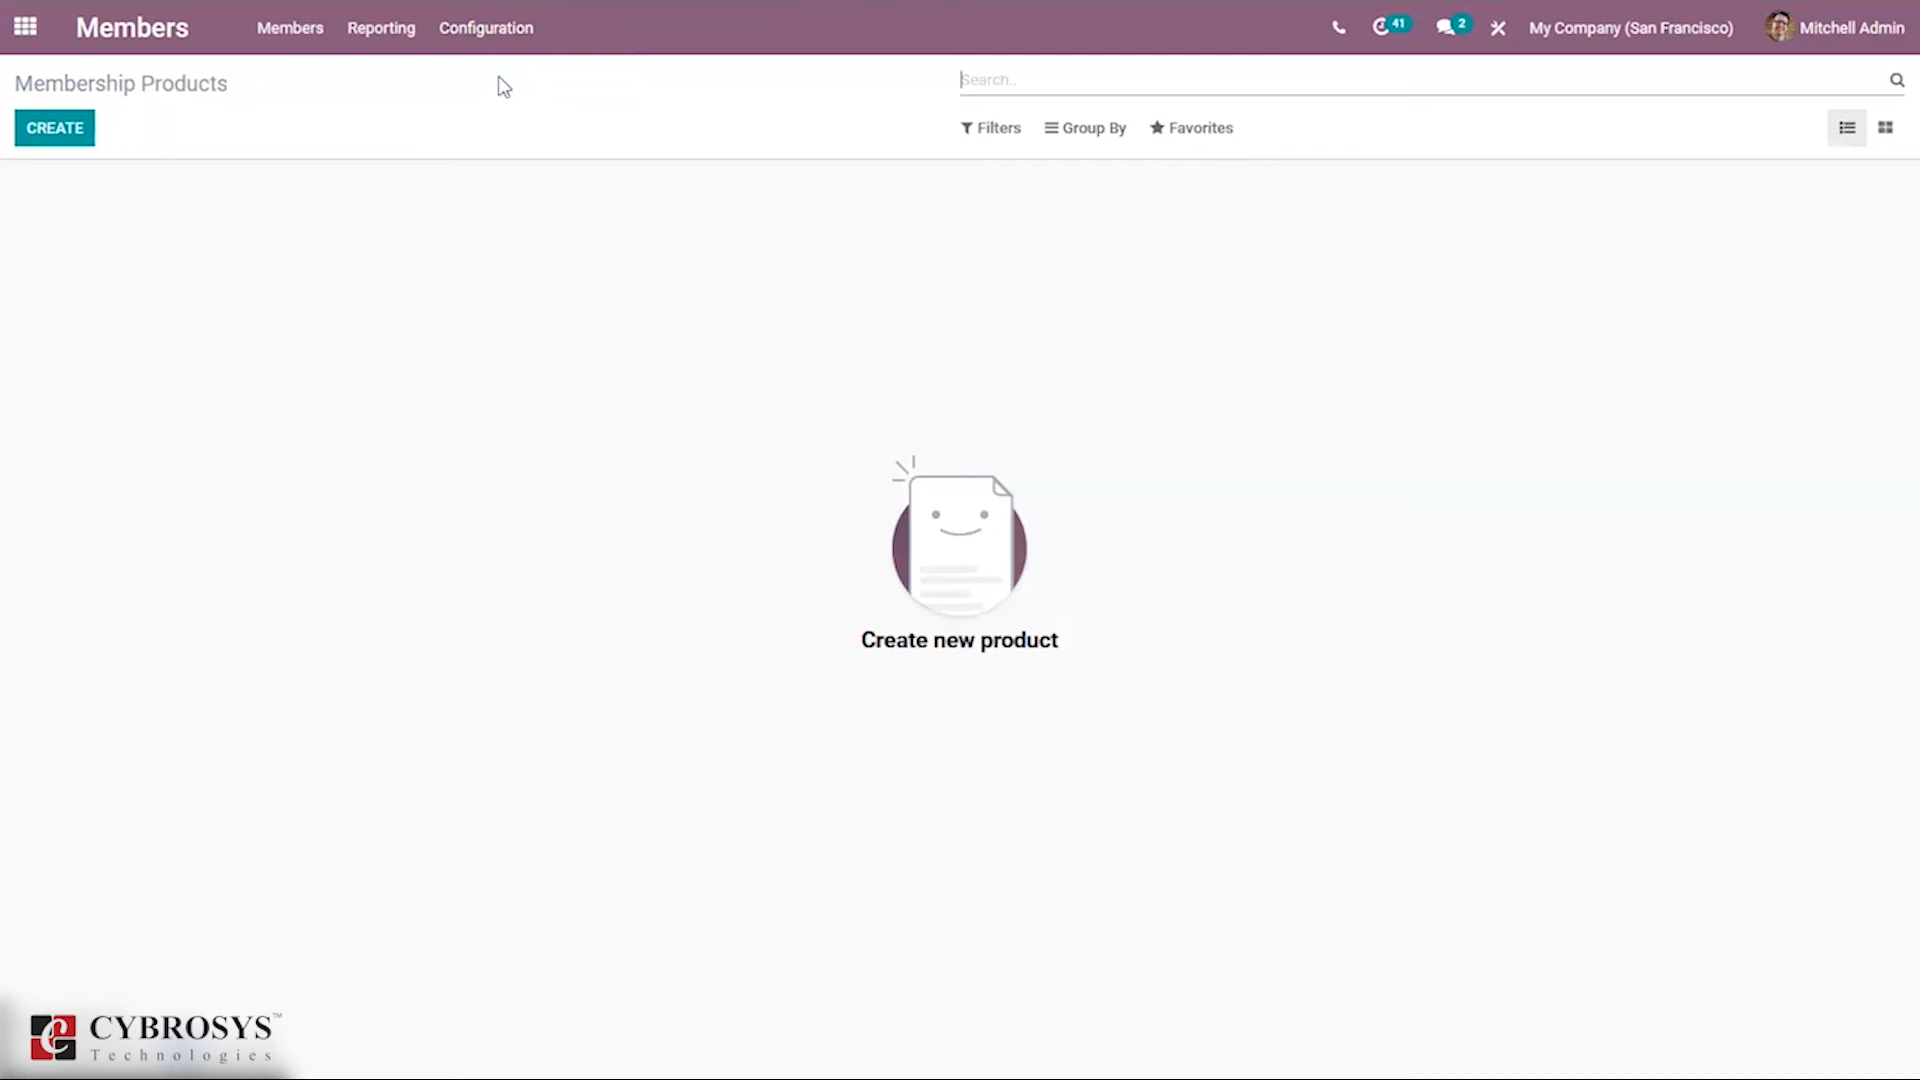 Members Members Reporting Configuration 41 2 My Company (San Francisco) Mitchell Admin
Membership Products Search...
CREATE Filters Group By Favorites
Create new product
CYBROSYS™
Technologies